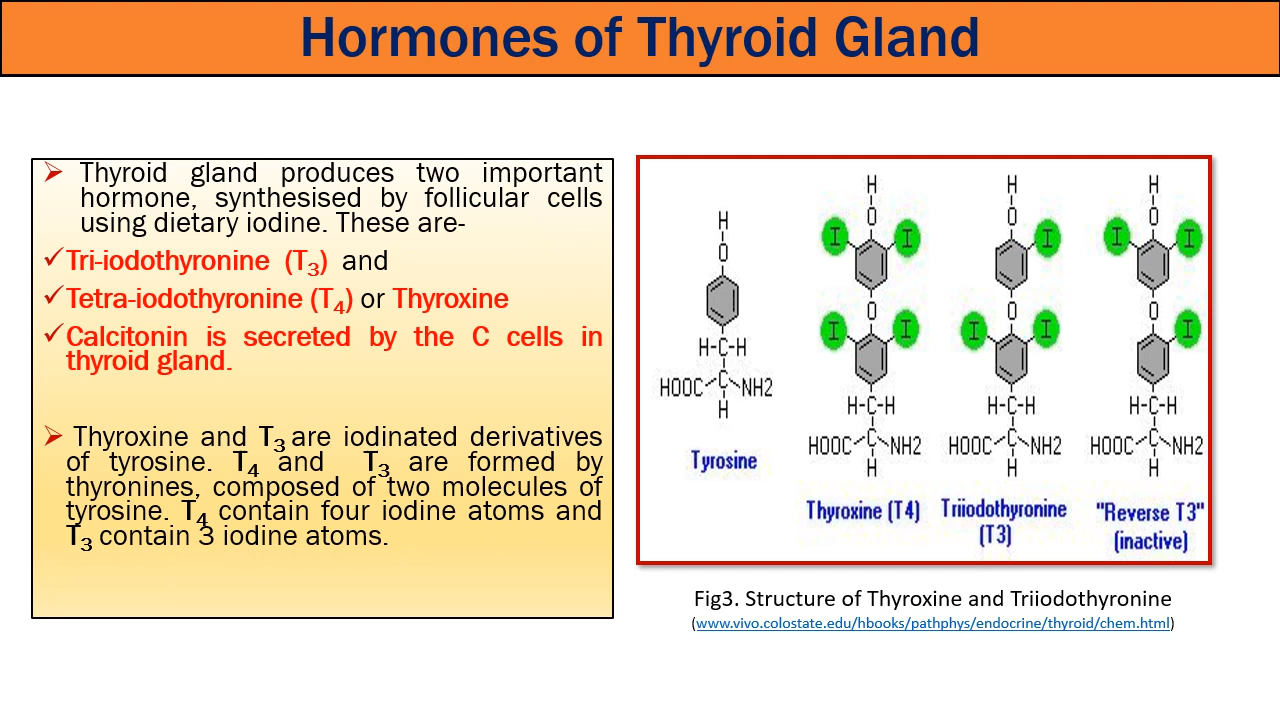 Hormones of Thyroid Gland
➢ Thyroid gland produces two important
hormone, synthesised by follicular cells
using dietary iodine. These are-
✓Tri-iodothyronine (T3) and
✓Tetra-iodothyronine (T4) or Thyroxine
✓Calcitonin is secreted by the C cells in
thyroid gland.
➢ Thyroxine and T3 are iodinated derivatives
of tyrosine. T4 and T3 are formed by
thyronines, composed of two molecules of
tyrosine. T4 contain four iodine atoms and
T3 contain 3 iodine atoms.
H
O
H-C-H
HOOC C NH2
H
Tyrosine
H
O
I I
O
I I
H-C-H
HOOC C NH2
H
Thyroxine (T4)
H
O
I
O
I I
H-C-H
HOOC C NH2
H
Triiodothyronine
(T3)
H
O
I I
O
I
H-C-H
HOOC C NH2
H
"Reverse T3"
(inactive)
Fig3. Structure of Thyroxine and Triiodothyronine
(www.vivo.colostate.edu/hbooks/pathphys/endocrine/thyroid/chem.html)